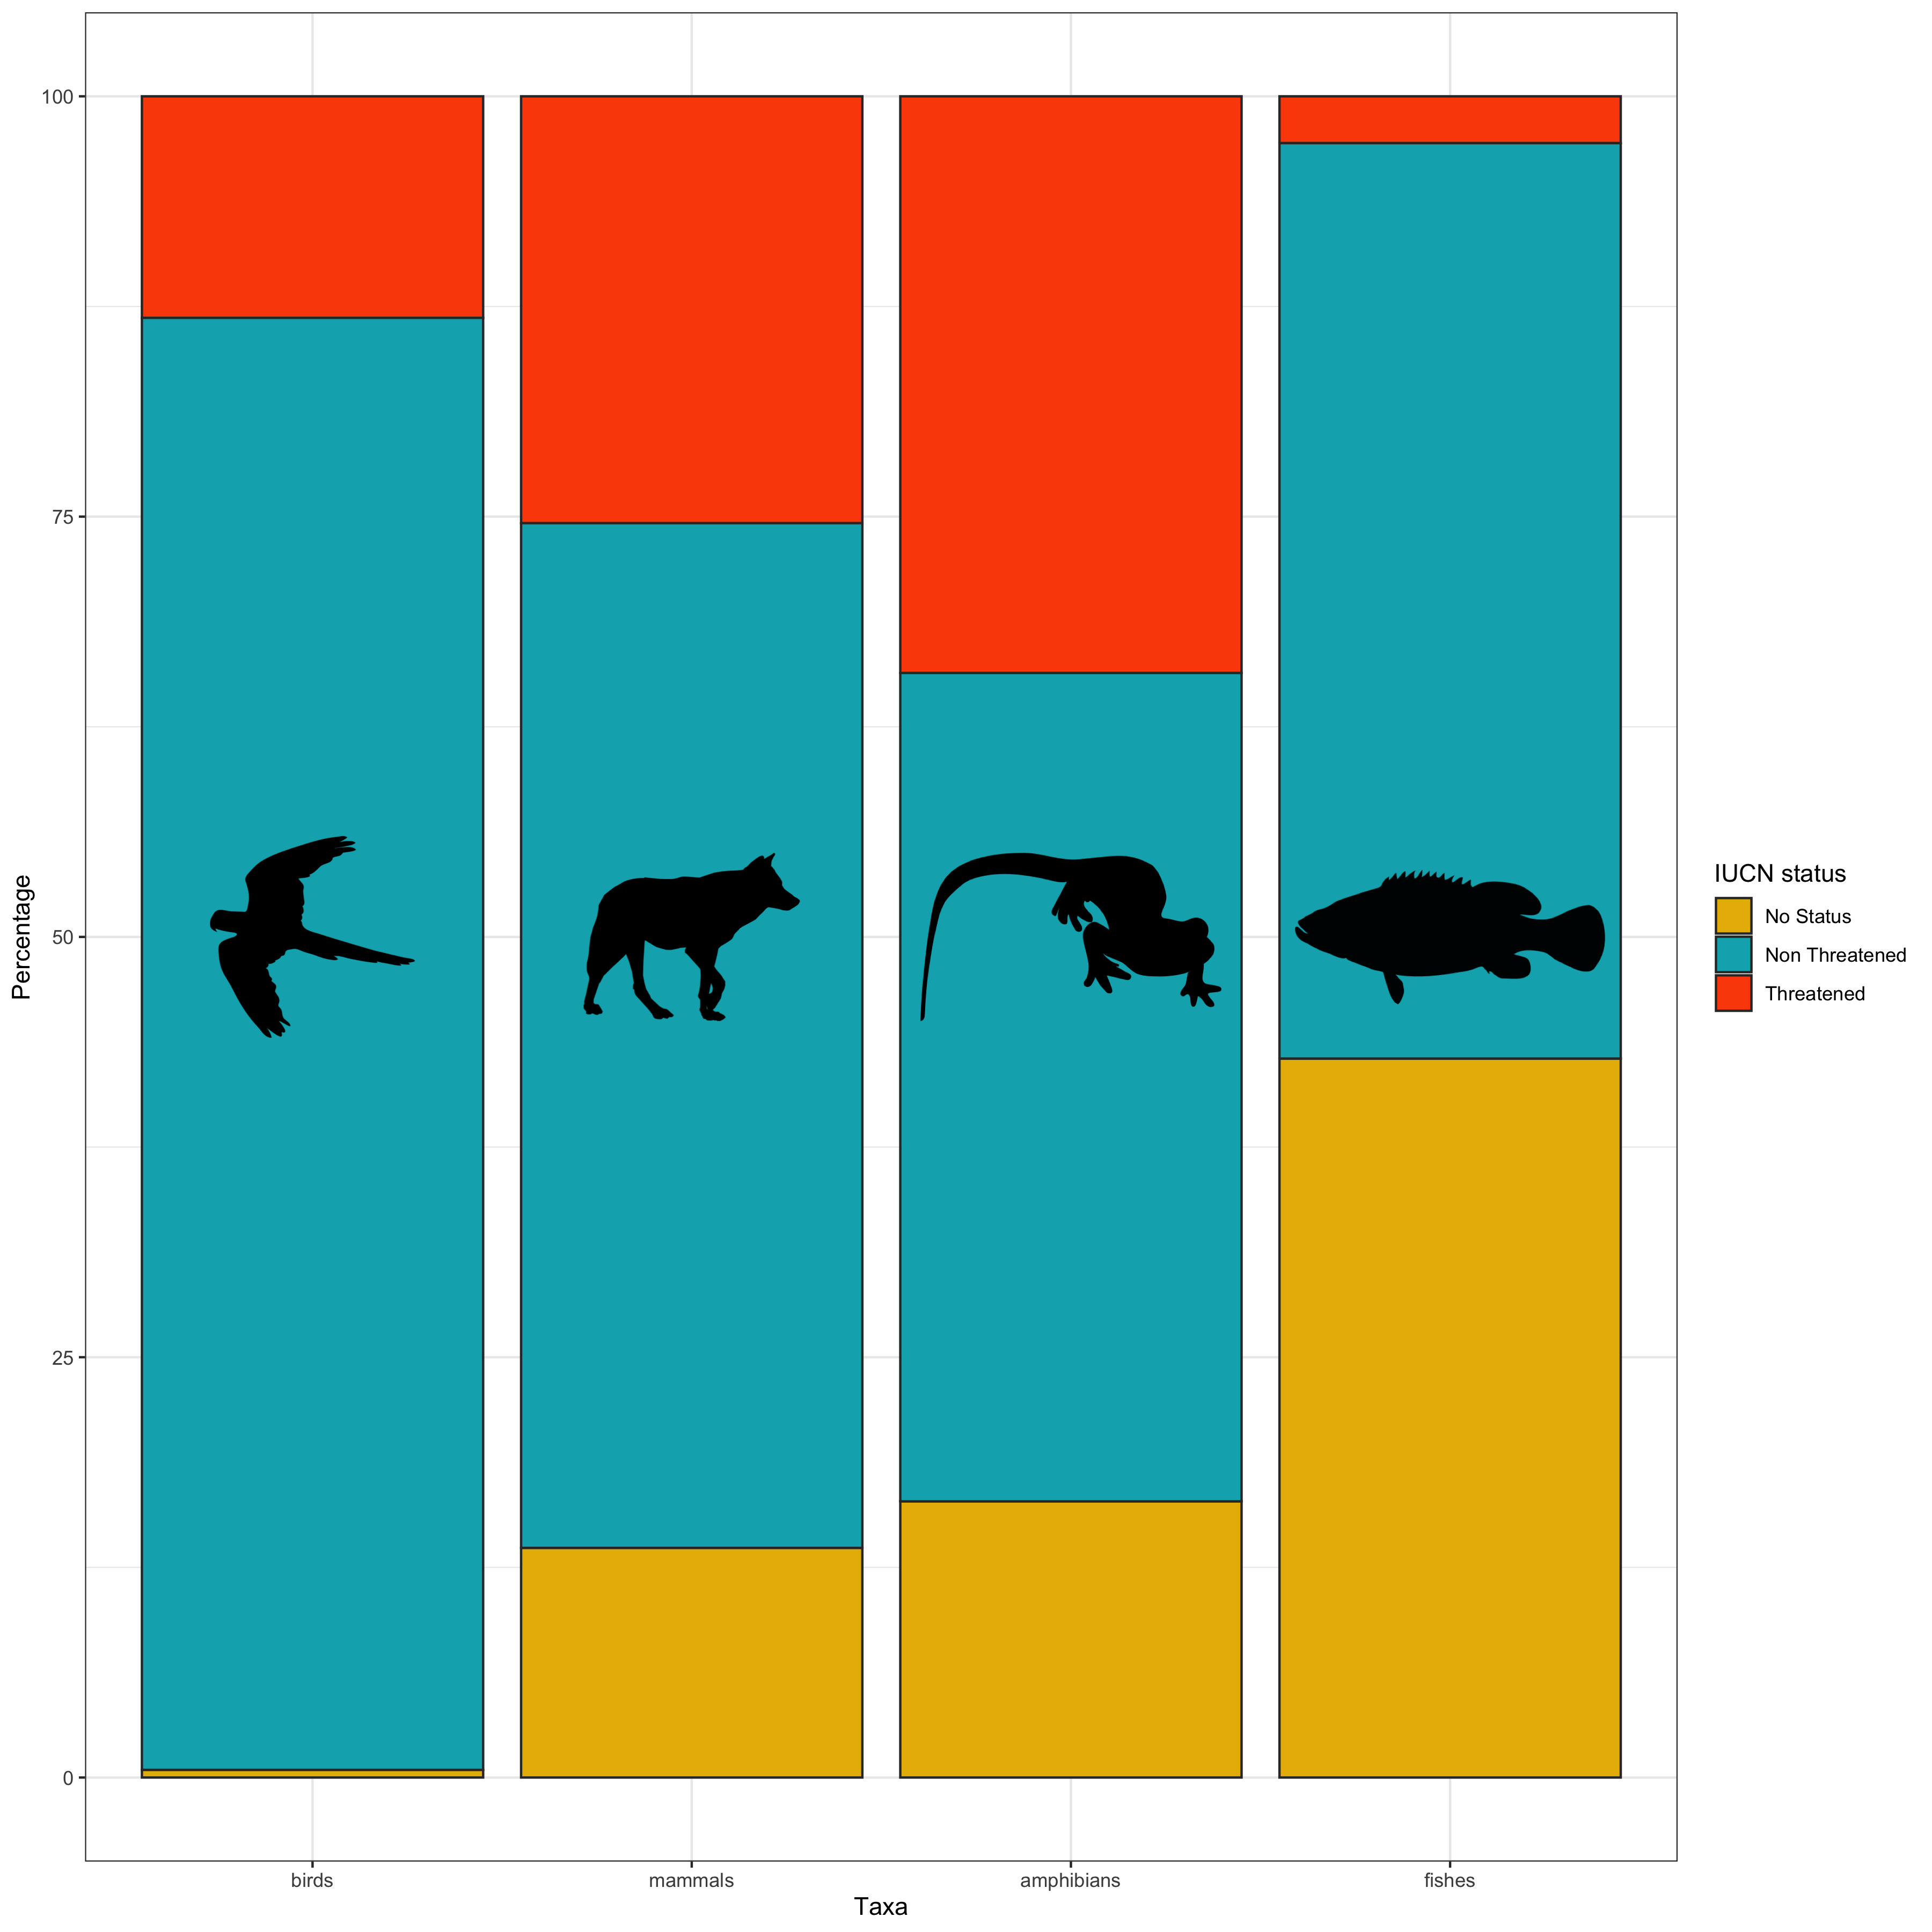 Percentage
100
75
50
25
0
birds
mammals
amphibians
fishes
Taxa
IUCN status
No Status
Non Threatened
Threatened